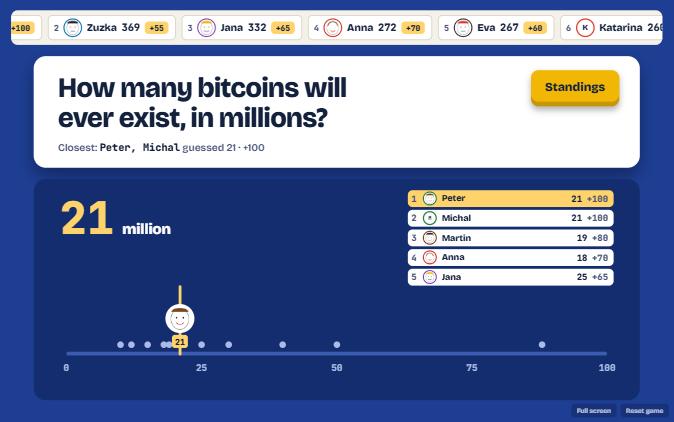 +100
2 Zuzka 369 +55
3 Jana 332 +65
4 Anna 272 +70
5 Eva 267 +60
6 K Katarina 260
How many bitcoins will
ever exist, in millions?
Closest: Peter, Michal guessed 21 · +100
Standings
21 million
1 Peter 21 +100
2 Michal 21 +100
3 Martin 19 +80
4 Anna 18 +70
5 Jana 25 +65
21
0 25 50 75 100
Full screen Reset game